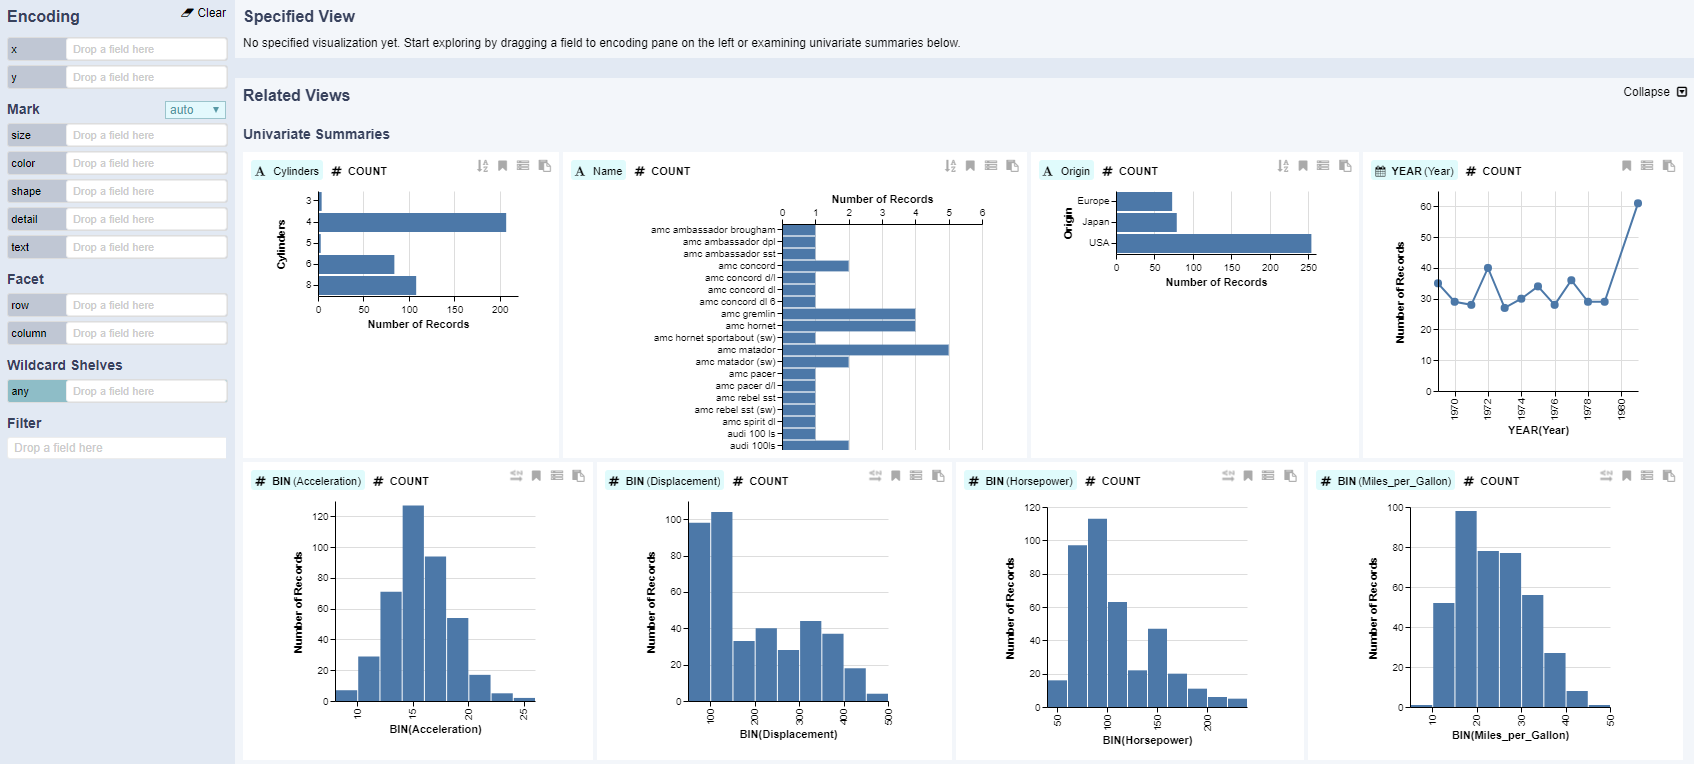 Encoding
Clear
x Drop a field here
y Drop a field here
Mark auto
size Drop a field here
color Drop a field here
shape Drop a field here
detail Drop a field here
text Drop a field here
Facet
row Drop a field here
column Drop a field here
Wildcard Shelves
any Drop a field here
Filter
Drop a field here
Specified View
No specified visualization yet. Start exploring by dragging a field to encoding pane on the left or examining univariate summaries below.
Related Views
Collapse
Univariate Summaries
A Cylinders # COUNT
Cylinders
3
4
5
6
8
0 50 100 150 200
Number of Records
A Name # COUNT
Number of Records
0 1 2 3 4 5 6
amc ambassador brougham
amc ambassador dpl
amc ambassador sst
amc concord
amc concord d/l
amc concord dl
amc concord dl 6
amc gremlin
amc hornet
amc hornet sportabout (sw)
amc matador
amc matador (sw)
amc pacer
amc pacer d/l
amc rebel sst
amc rebel sst (sw)
amc spirit dl
audi 100 ls
audi 100ls
A Origin # COUNT
Origin
Europe
Japan
USA
0 50 100 150 200 250
Number of Records
YEAR (Year) # COUNT
Number of Records
60
50
40
30
20
10
0
1970 1972 1974 1976 1978 1980
YEAR(Year)
# BIN (Acceleration) # COUNT
Number of Records
120
100
80
60
40
20
0
10 15 20 25
BIN(Acceleration)
# BIN (Displacement) # COUNT
Number of Records
100
80
60
40
20
0
100 200 300 400 500
BIN(Displacement)
# BIN (Horsepower) # COUNT
Number of Records
120
100
80
60
40
20
0
50 100 150 200
BIN(Horsepower)
# BIN (Miles_per_Gallon) # COUNT
Number of Records
100
80
60
40
20
0
10 20 30 40 50
BIN(Miles_per_Gallon)